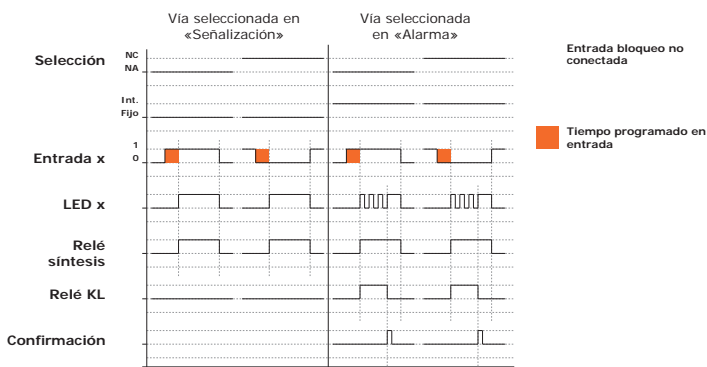 Vía seleccionada en
«Señalización»
Vía seleccionada
en «Alarma»
Selección
NC
NA
Int.
Fijo
Entrada x
1
0
LED x
Relé
síntesis
Relé KL
Confirmación
Entrada bloqueo no
conectada
Tiempo programado en
entrada